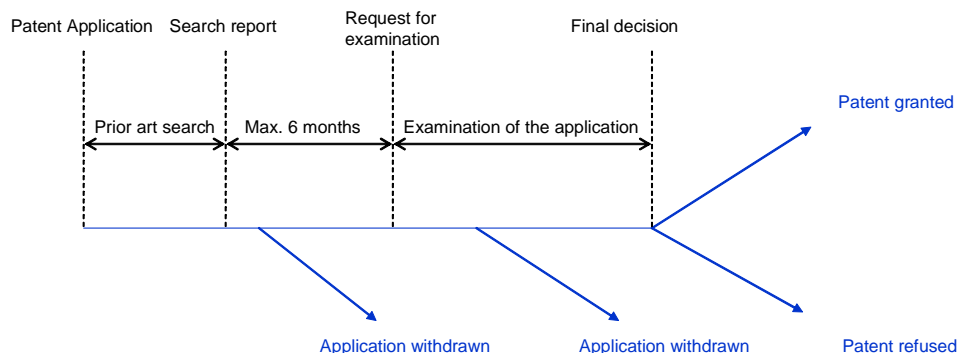 Patent Application
Search report
Request for
examination
Final decision
Patent granted
Prior art search
Max. 6 months
Examination of the application
Application withdrawn
Application withdrawn
Patent refused